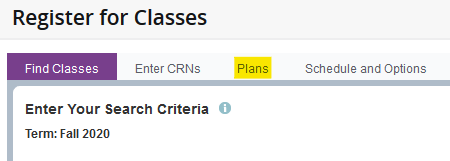 Register for Classes
Find Classes Enter CRNs Plans Schedule and Options
Enter Your Search Criteria
Term: Fall 2020